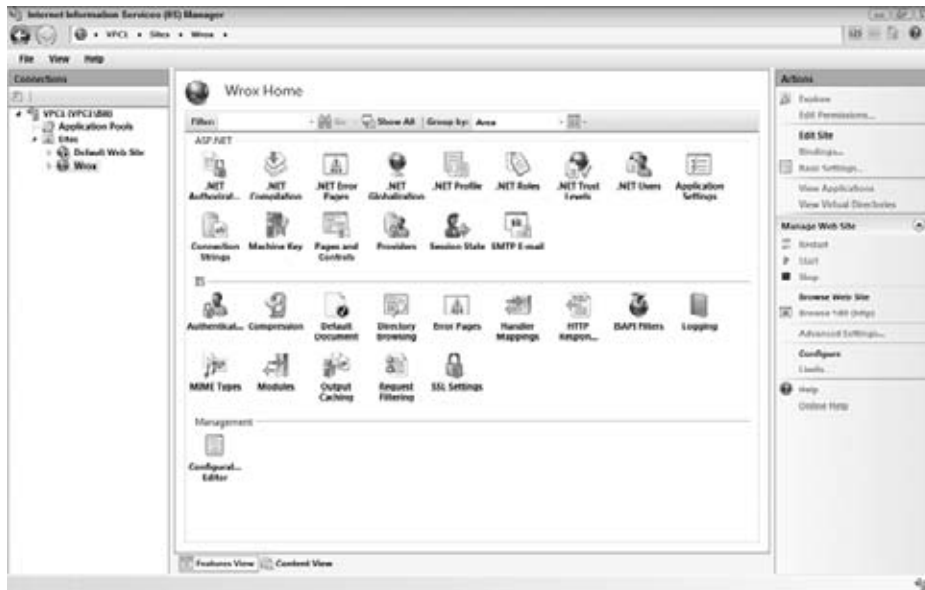 Internet Information Services (IIS) Manager
VPC1 Sites Wrox
File View Help
Connections
VPC1 (VPC1\Bill)
Application Pools
Sites
Default Web Site
Wrox
Wrox Home
Filter: Go Show All Group by: Area
ASP.NET
.NET Authorizat...
.NET Compilation
.NET Error Pages
.NET Globalization
.NET Profile
.NET Roles
.NET Trust Levels
.NET Users
Application Settings
Connection Strings
Machine Key
Pages and Controls
Providers
Session State
SMTP E-mail
IIS
Authenticat...
Compression
Default Document
Directory Browsing
Error Pages
Handler Mappings
HTTP Respon...
ISAPI Filters
Logging
MIME Types
Modules
Output Caching
Request Filtering
SSL Settings
Management
Configurat... Editor
Features View Content View
Actions
Explore
Edit Permissions...
Edit Site
Bindings...
Basic Settings...
View Applications
View Virtual Directories
Manage Web Site
Restart
Start
Stop
Browse Web Site
Browse *:80 (http)
Advanced Settings...
Configure
Limits...
Help
Online Help